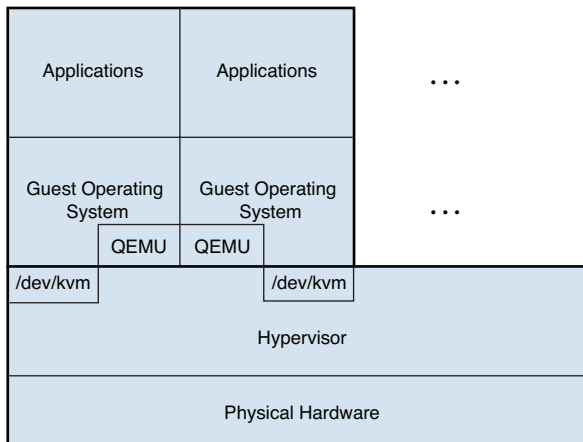 Applications
Applications
...
Guest Operating
System
Guest Operating
System
...
QEMU
QEMU
/dev/kvm
/dev/kvm
Hypervisor
Physical Hardware